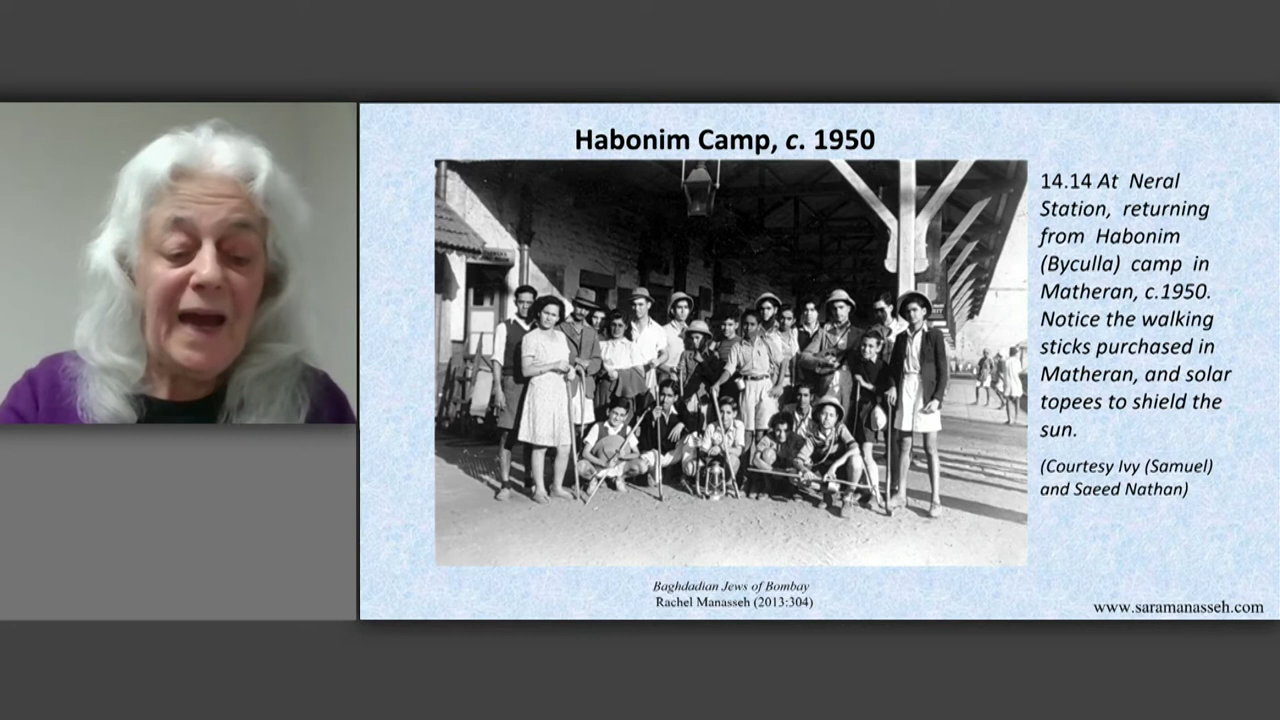 Habonim Camp, c. 1950
14.14 At Neral
Station, returning
from Habonim
(Byculla) camp in
Matheran, c.1950.
Notice the walking
sticks purchased in
Matheran, and solar
topees to shield the
sun.
(Courtesy Ivy (Samuel)
and Saeed Nathan)
Baghdadian Jews of Bombay
Rachel Manasseh (2013:304)
www.saramanasseh.com